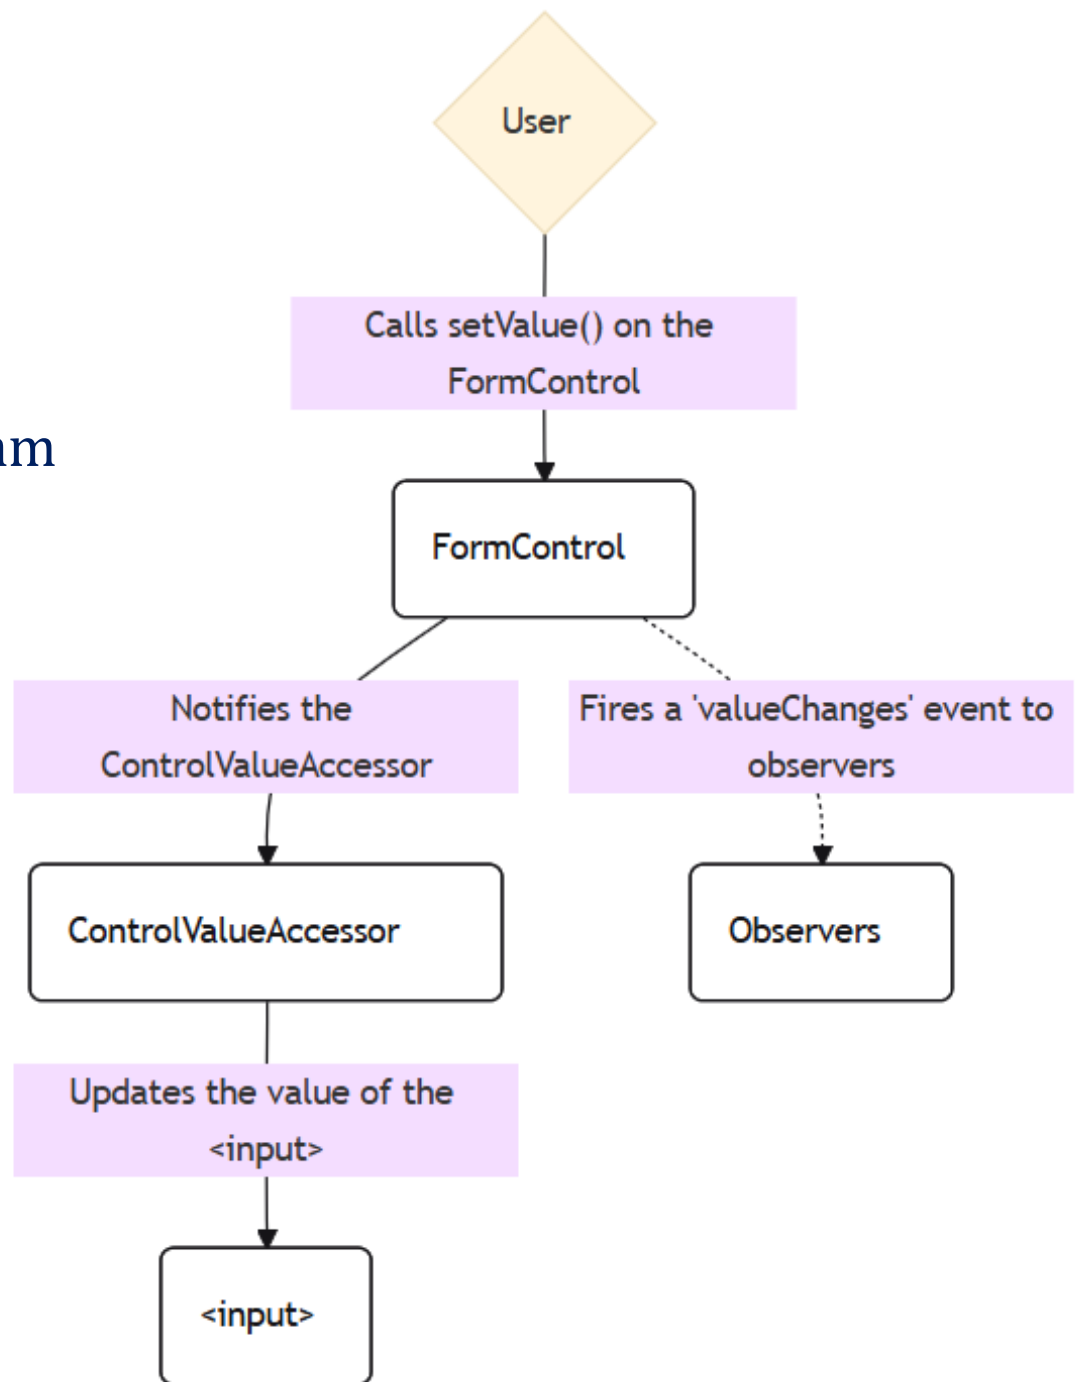 User
Calls setValue() on the
FormControl
am
FormControl
Notifies the
ControlValueAccessor
Fires a 'valueChanges' event to
observers
ControlValueAccessor
Observers
Updates the value of the
<input>
<input>